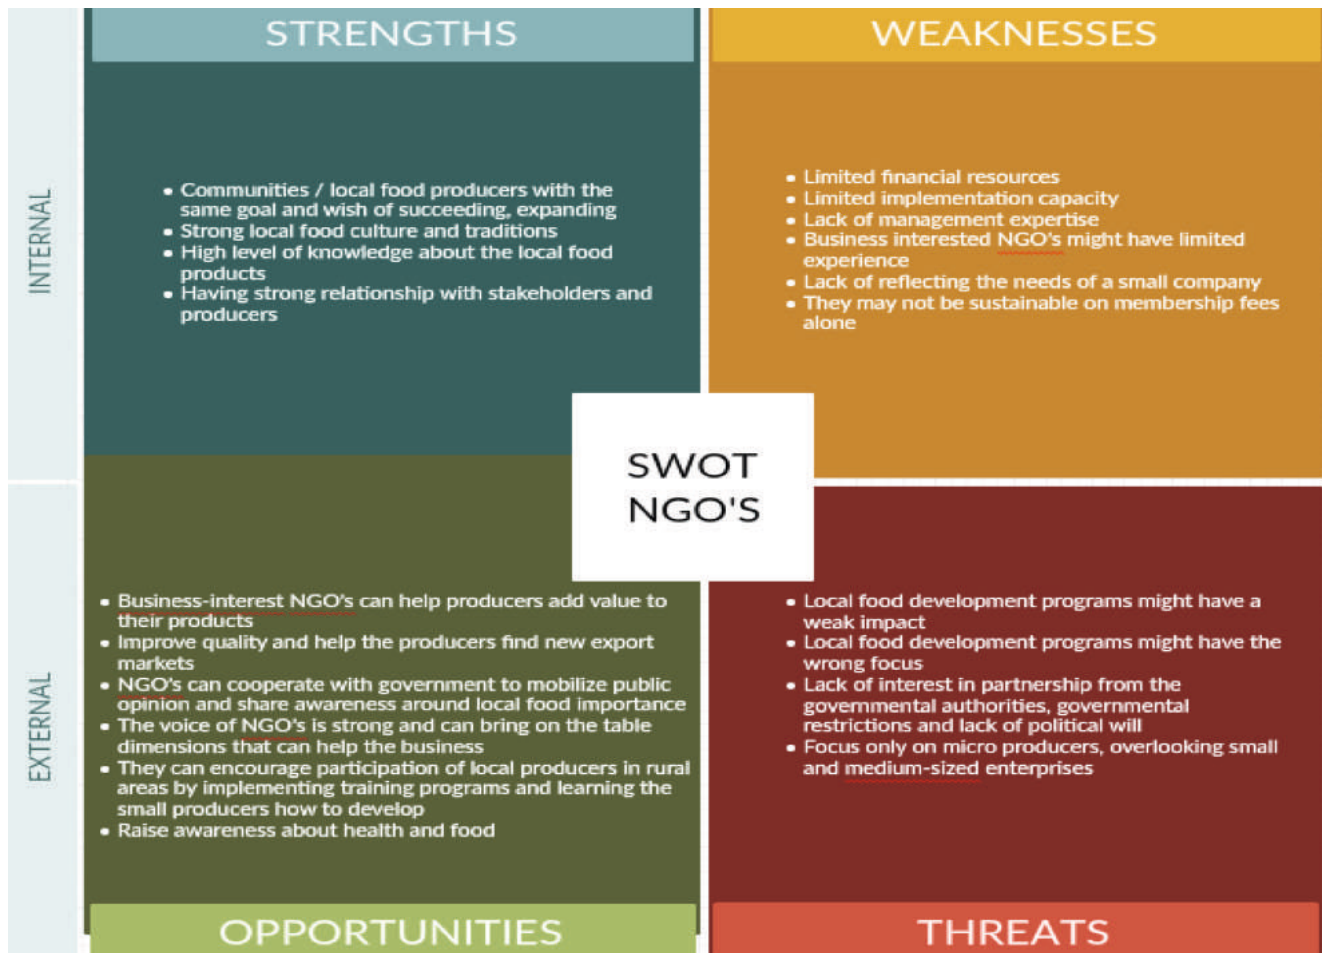 STRENGTHS
INTERNAL
• Communities / local food producers with the
same goal and wish of succeeding, expanding
• Strong local food culture and traditions
• High level of knowledge about the local food
products
• Having strong relationship with stakeholders and
producers
WEAKNESSES
• Limited financial resources
• Limited implementation capacity
• Lack of management expertise
• Business interested NGO's might have limited
experience
• Lack of reflecting the needs of a small company
• They may not be sustainable on membership fees
alone
SWOT
NGO'S
EXTERNAL
• Business-interest NGO's can help producers add value to
their products
• Improve quality and help the producers find new export
markets
• NGO's can cooperate with government to mobilize public
opinion and share awareness around local food importance
• The voice of NGO's is strong and can bring on the table
dimensions that can help the business
• They can encourage participation of local producers in rural
areas by implementing training programs and learning the
small producers how to develop
• Raise awareness about health and food
OPPORTUNITIES
• Local food development programs might have a
weak impact
• Local food development programs might have the
wrong focus
• Lack of interest in partnership from the
governmental authorities, governmental
restrictions and lack of political will
• Focus only on micro producers, overlooking small
and medium-sized enterprises
THREATS